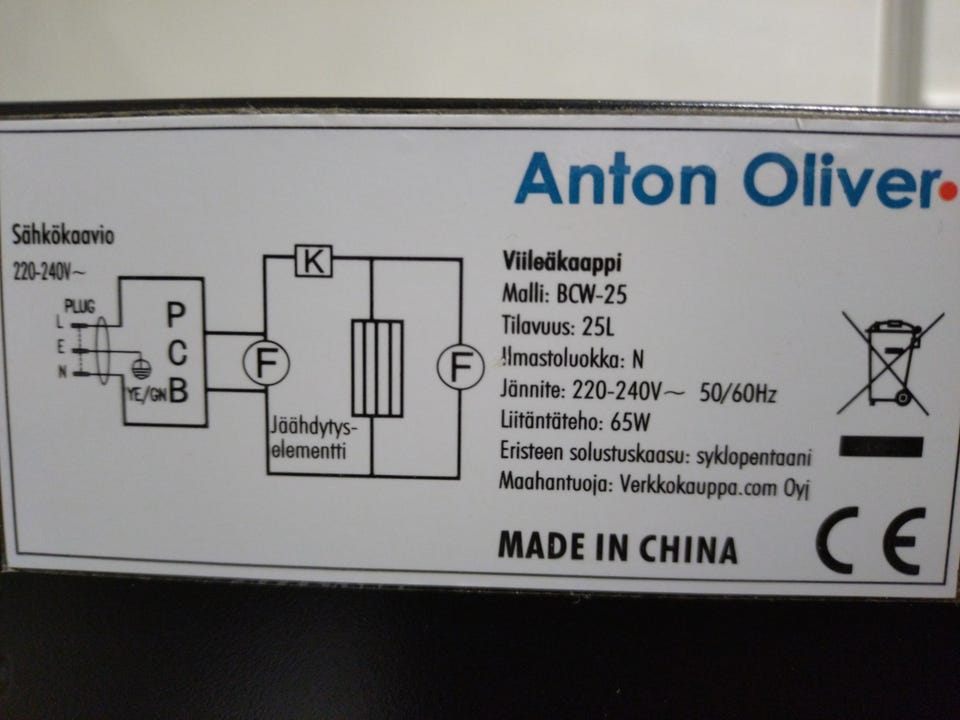 Anton Oliver
Sähkökaavio
220-240V~
PLUG
L
E
N
YE/GN
P
C
B
F
K
F
Jäähdytys-
elementti
Viileäkaappi
Malli: BCW-25
Tilavuus: 25L
Ilmastoluokka: N
Jännite: 220-240V~ 50/60Hz
Liitäntäteho: 65W
Eristeen solustuskaasu: syklopentaani
Maahantuoja: Verkkokauppa.com Oyj
MADE IN CHINA
CE